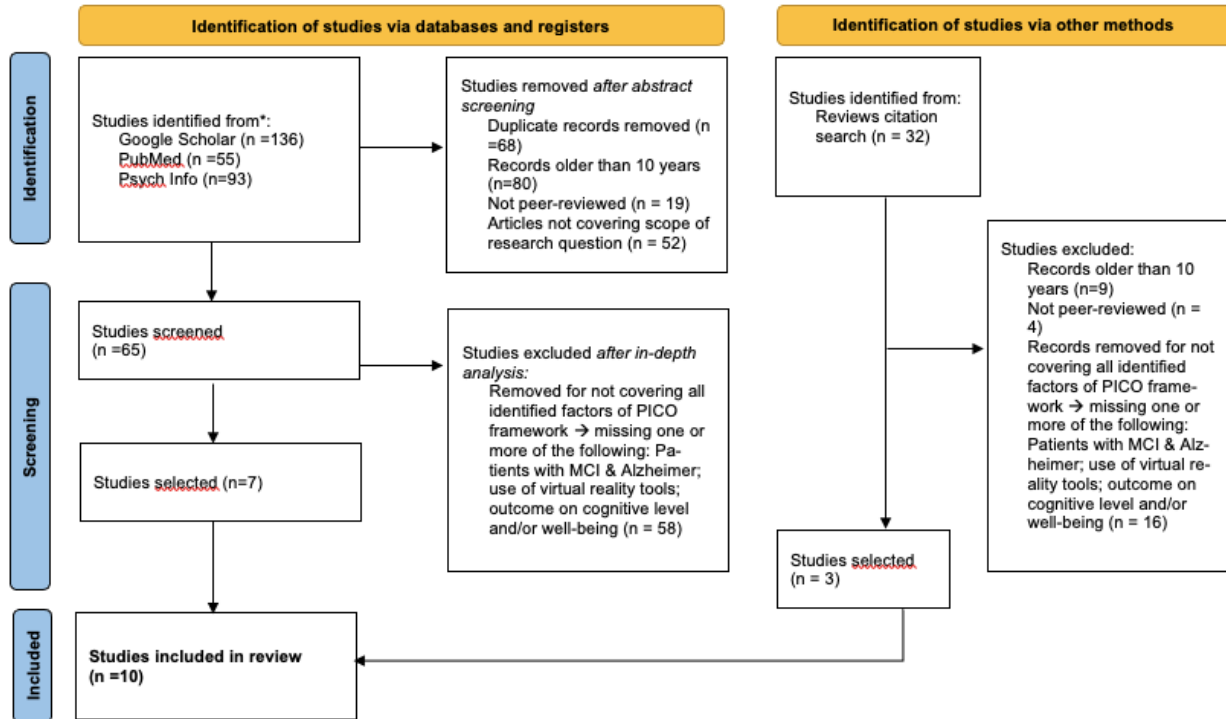 Identification of studies via databases and registers
Identification of studies via other methods
Identification
Studies identified from*:
Google Scholar (n =136)
PubMed (n =55)
Psych Info (n=93)
Studies removed after abstract
screening
Duplicate records removed (n
=68)
Records older than 10 years
(n=80)
Not peer-reviewed (n = 19)
Articles not covering scope of
research question (n = 52)
Studies identified from:
Reviews citation
search (n = 32)
Screening
Studies screened
(n =65)
Studies excluded after in-depth
analysis:
Removed for not covering all
identified factors of PICO
framework → missing one or
more of the following: Pa-
tients with MCI & Alzheimer;
use of virtual reality tools;
outcome on cognitive level
and/or well-being (n = 58)
Studies excluded:
Records older than 10
years (n=9)
Not peer-reviewed (n =
4)
Records removed for not
covering all identified
factors of PICO frame-
work → missing one or
more of the following:
Patients with MCI & Alz-
heimer; use of virtual re-
ality tools; outcome on
cognitive level and/or
well-being (n = 16)
Studies selected (n=7)
Studies selected
(n = 3)
Included
Studies included in review
(n =10)